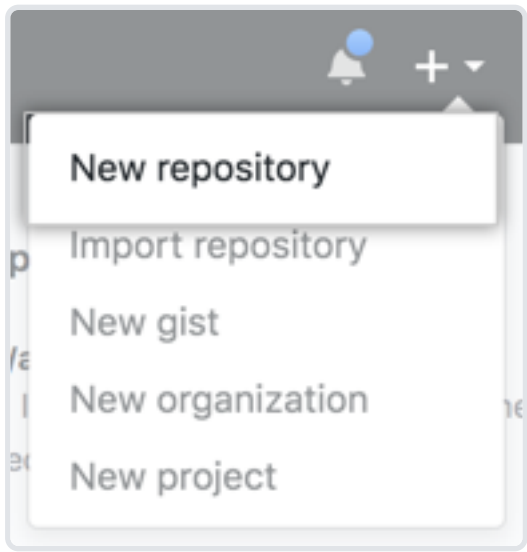 New repository
Import repository
New gist
New organization
New project